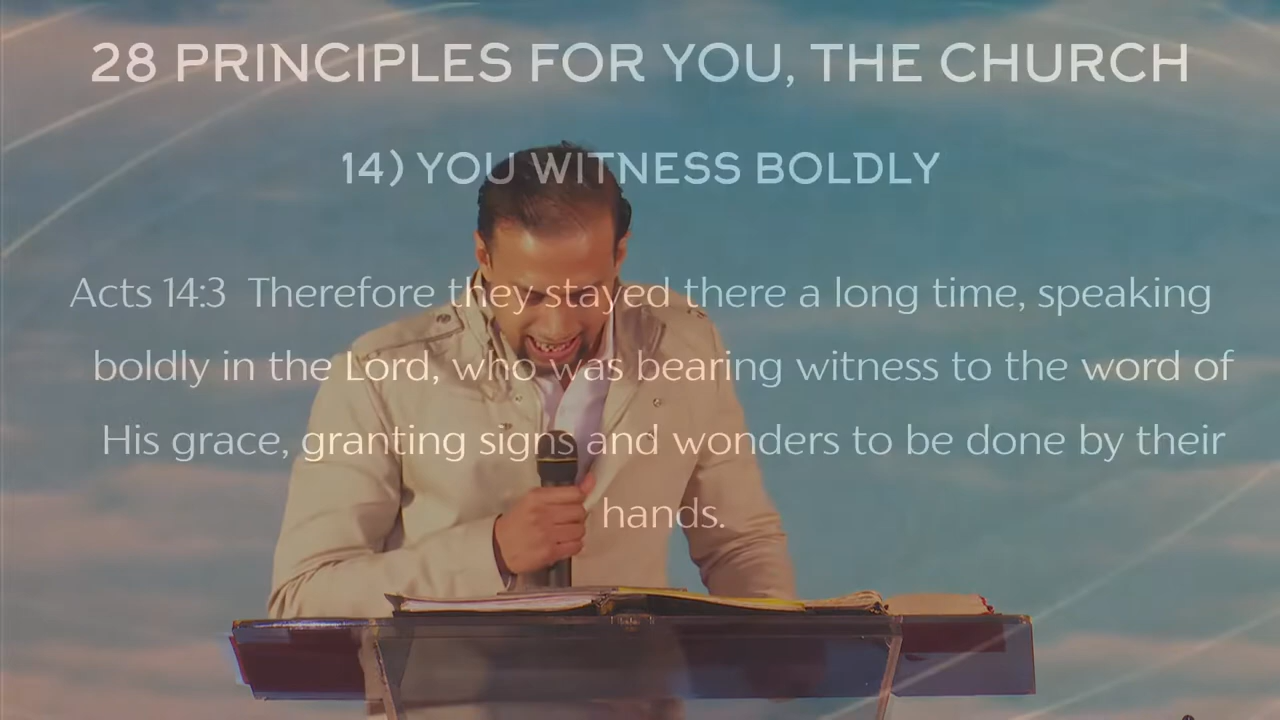 28 PRINCIPLES FOR YOU, THE CHURCH
14) YOU WITNESS BOLDLY
Acts 14:3 Therefore they stayed there a long time, speaking
boldly in the Lord, who was bearing witness to the word of
His grace, granting signs and wonders to be done by their
hands.